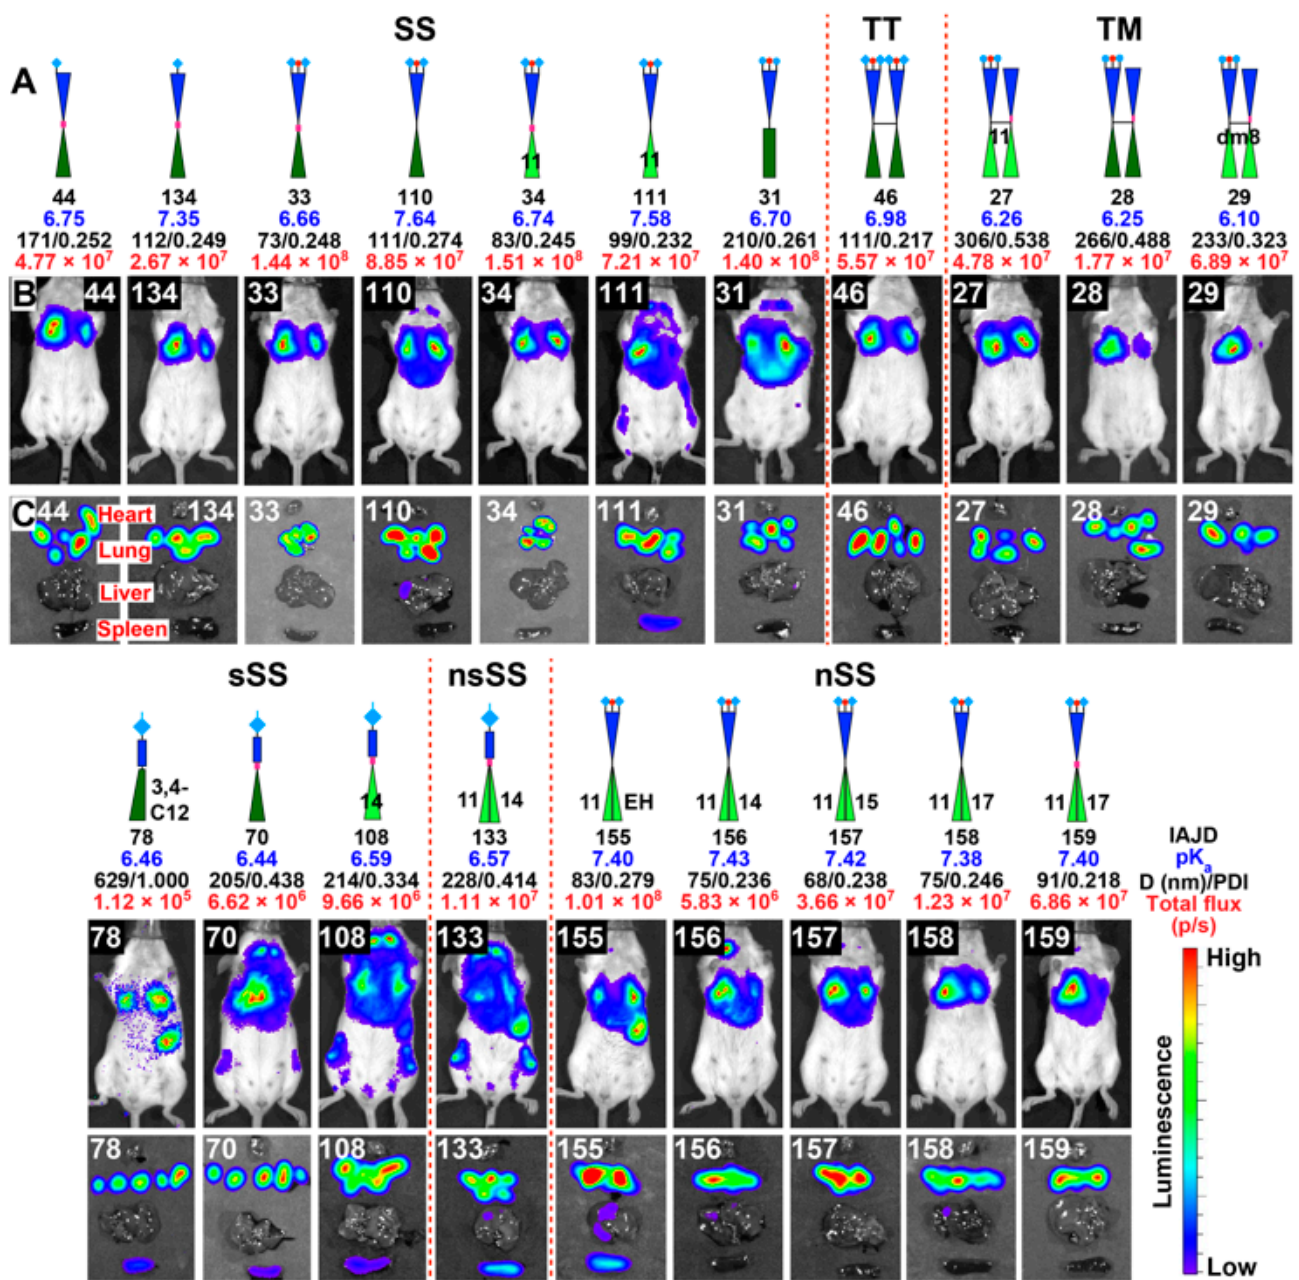 SS TT TM
A
11 11 11 dm8
44 134 33 110 34 111 31 46 27 28 29
6.75 7.35 6.66 7.64 6.74 7.58 6.70 6.98 6.26 6.25 6.10
171/0.252 112/0.249 73/0.248 111/0.274 83/0.245 99/0.232 210/0.261 111/0.217 306/0.538 266/0.488 233/0.323
4.77 × 10⁷ 2.67 × 10⁷ 1.44 × 10⁸ 8.85 × 10⁷ 1.51 × 10⁸ 7.21 × 10⁷ 1.40 × 10⁸ 5.57 × 10⁷ 4.78 × 10⁷ 1.77 × 10⁷ 6.89 × 10⁷
B 44 134 33 110 34 111 31 46 27 28 29
C 44 134 33 110 34 111 31 46 27 28 29
Heart
Lung
Liver
Spleen
sSS nsSS nSS
3,4-C12 14 11 14 11 EH 11 14 11 15 11 17 11 17
78 70 108 133 155 156 157 158 159 IAJD
6.46 6.44 6.59 6.57 7.40 7.43 7.42 7.38 7.40 pKₐ
629/1.000 205/0.438 214/0.334 228/0.414 83/0.279 75/0.236 68/0.238 75/0.246 91/0.218 D (nm)/PDI
1.12 × 10⁵ 6.62 × 10⁶ 9.66 × 10⁶ 1.11 × 10⁷ 1.01 × 10⁸ 5.83 × 10⁶ 3.66 × 10⁷ 1.23 × 10⁷ 6.86 × 10⁷ Total flux
(p/s)
78 70 108 133 155 156 157 158 159
High
Luminescence
Low
78 70 108 133 155 156 157 158 159